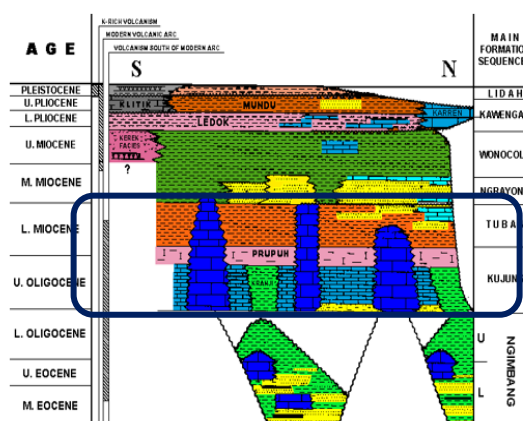 K-RICH VOLCANISM
MODERN VOLCANIC ARC
VOLCANISM SOUTH OF MODERN ARC
AGE
S
N
MAIN
FORMATION
SEQUENCE
PLEISTOCENE
U. PLIOCENE
L. PLIOCENE
U. MIOCENE
M. MIOCENE
L. MIOCENE
U. OLIGOCENE
L. OLIGOCENE
U. EOCENE
M. EOCENE
KLITIK
MUNDU
LEDOK
KARREN
KEREK
FACIES
?
PRUPUH
KRANJI
LIDAH
KAWENGA
WONOCOL
NGRAYON
TUBAN
KUJUNG
U
L
NGIMBANG